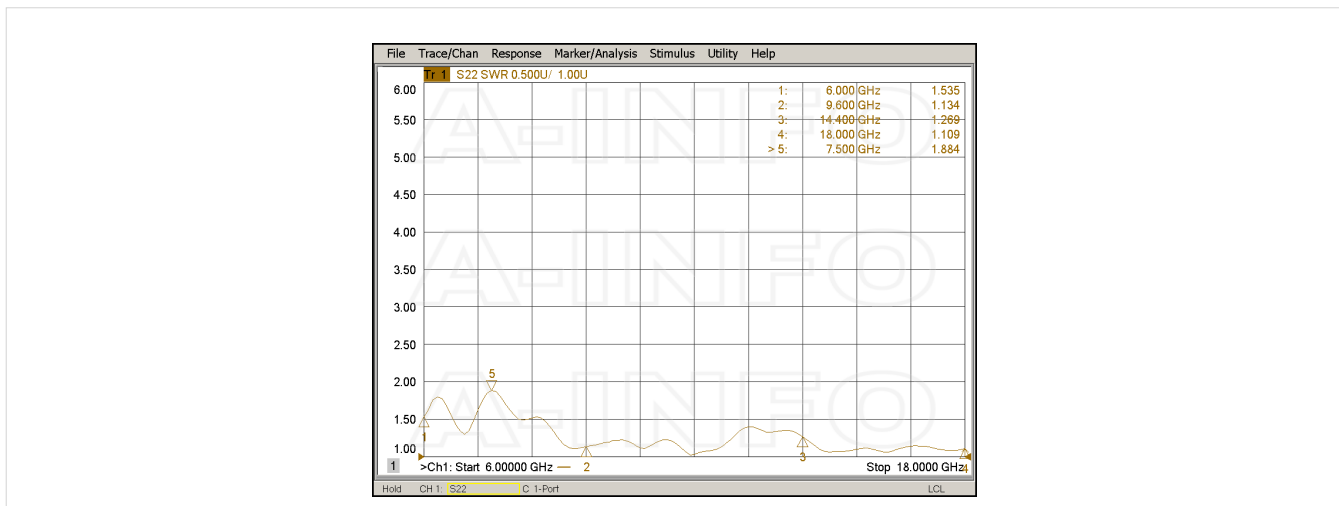 File Trace/Chan Response Marker/Analysis Stimulus Utility Help
Tr 1 S22 SWR 0.500U/ 1.00U
1: 6.000 GHz 1.535
2: 9.600 GHz 1.134
3: 14.400 GHz 1.269
4: 18.000 GHz 1.109
> 5: 7.500 GHz 1.884
6.00
5.50
5.00
4.50
4.00
3.50
3.00
2.50
2.00
1.50
1.00
A-INFO
A-INFO
A-INFO
5
1
2
3
4
1 >Ch1: Start 6.00000 GHz — Stop 18.0000 GHz
Hold CH 1: S22 C 1-Port LCL